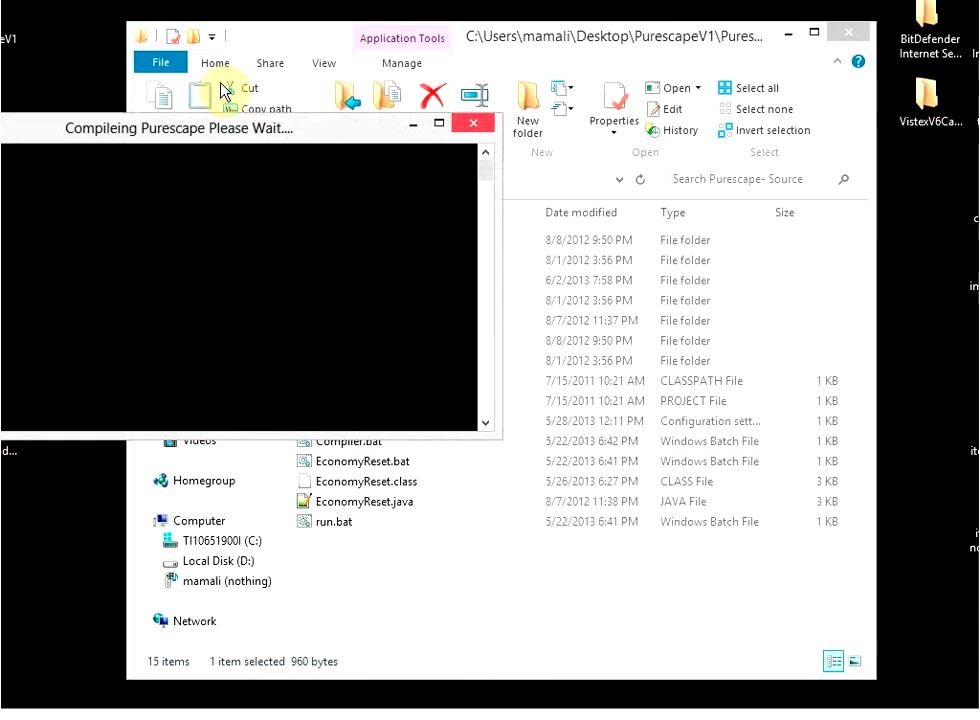 eV1
Application Tools
C:\Users\mamali\Desktop\PurescapeV1\Pures...
File
Home
Share
View
Manage
Cut
Copy path
New
folder
Properties
Open
Edit
History
Select all
Select none
Invert selection
New
Open
Select
Compileing Purescape Please Wait....
Search Purescape- Source
Date modified
Type
Size
8/8/2012 9:50 PM
File folder
8/1/2012 3:56 PM
File folder
6/2/2013 7:58 PM
File folder
8/1/2012 3:56 PM
File folder
8/7/2012 11:37 PM
File folder
8/8/2012 9:50 PM
File folder
8/1/2012 3:56 PM
File folder
7/15/2011 10:21 AM
CLASSPATH File
1 KB
7/15/2011 10:21 AM
PROJECT File
1 KB
5/28/2013 12:11 PM
Configuration sett...
1 KB
Videos
Compiler.bat
5/22/2013 6:42 PM
Windows Batch File
1 KB
EconomyReset.bat
5/22/2013 6:41 PM
Windows Batch File
1 KB
EconomyReset.class
5/26/2013 6:27 PM
CLASS File
3 KB
EconomyReset.java
8/7/2012 11:38 PM
JAVA File
3 KB
run.bat
5/22/2013 6:41 PM
Windows Batch File
1 KB
Homegroup
Computer
TI10651900I (C:)
Local Disk (D:)
mamali (nothing)
Network
15 items
1 item selected
960 bytes
d...
BitDefender
Internet Se...
VistexV6Ca...